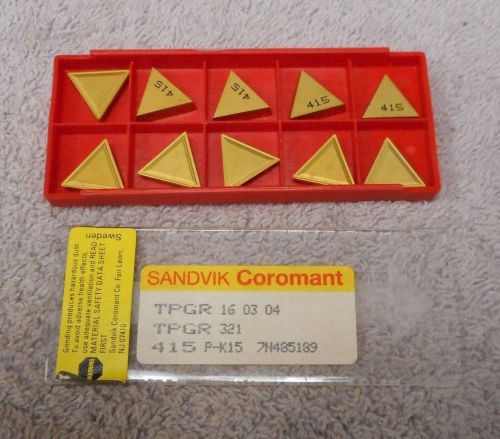 415
415
415
415
SANDVIK Coromant
TPGR 16 03 04
TPGR 321
415 P-K15 7N485189
Grinding produces hazardous dust.
To avoid adverse health effects,
use adequate ventilation and READ
MATERIAL SAFETY DATA SHEET
FIRST
Sandvik Coromant Co. Fair Lawn,
NJ 07410
Sweden